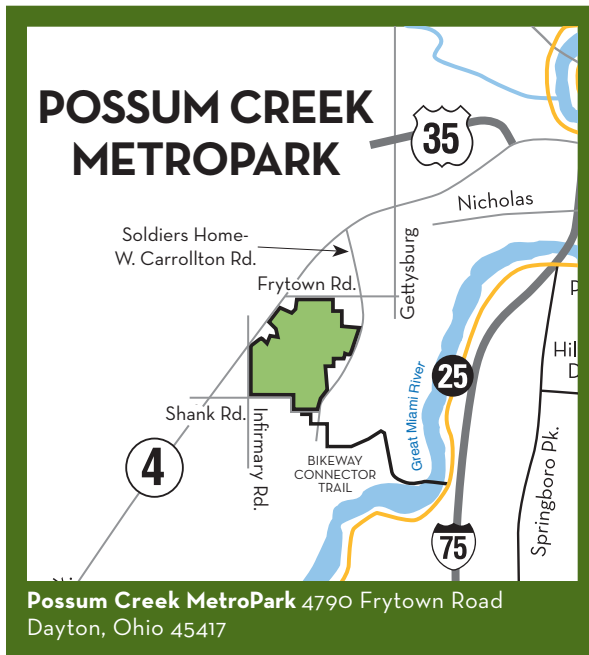 POSSUM CREEK
METROPARK
35
Nicholas
Soldiers Home-
W. Carrollton Rd.
Gettysburg
Frytown Rd.
P
Hil
D
25
Great Miami River
Shank Rd.
Infirmary Rd.
4
BIKEWAY
CONNECTOR
TRAIL
Springboro Pk.
75
Possum Creek MetroPark 4790 Frytown Road
Dayton, Ohio 45417